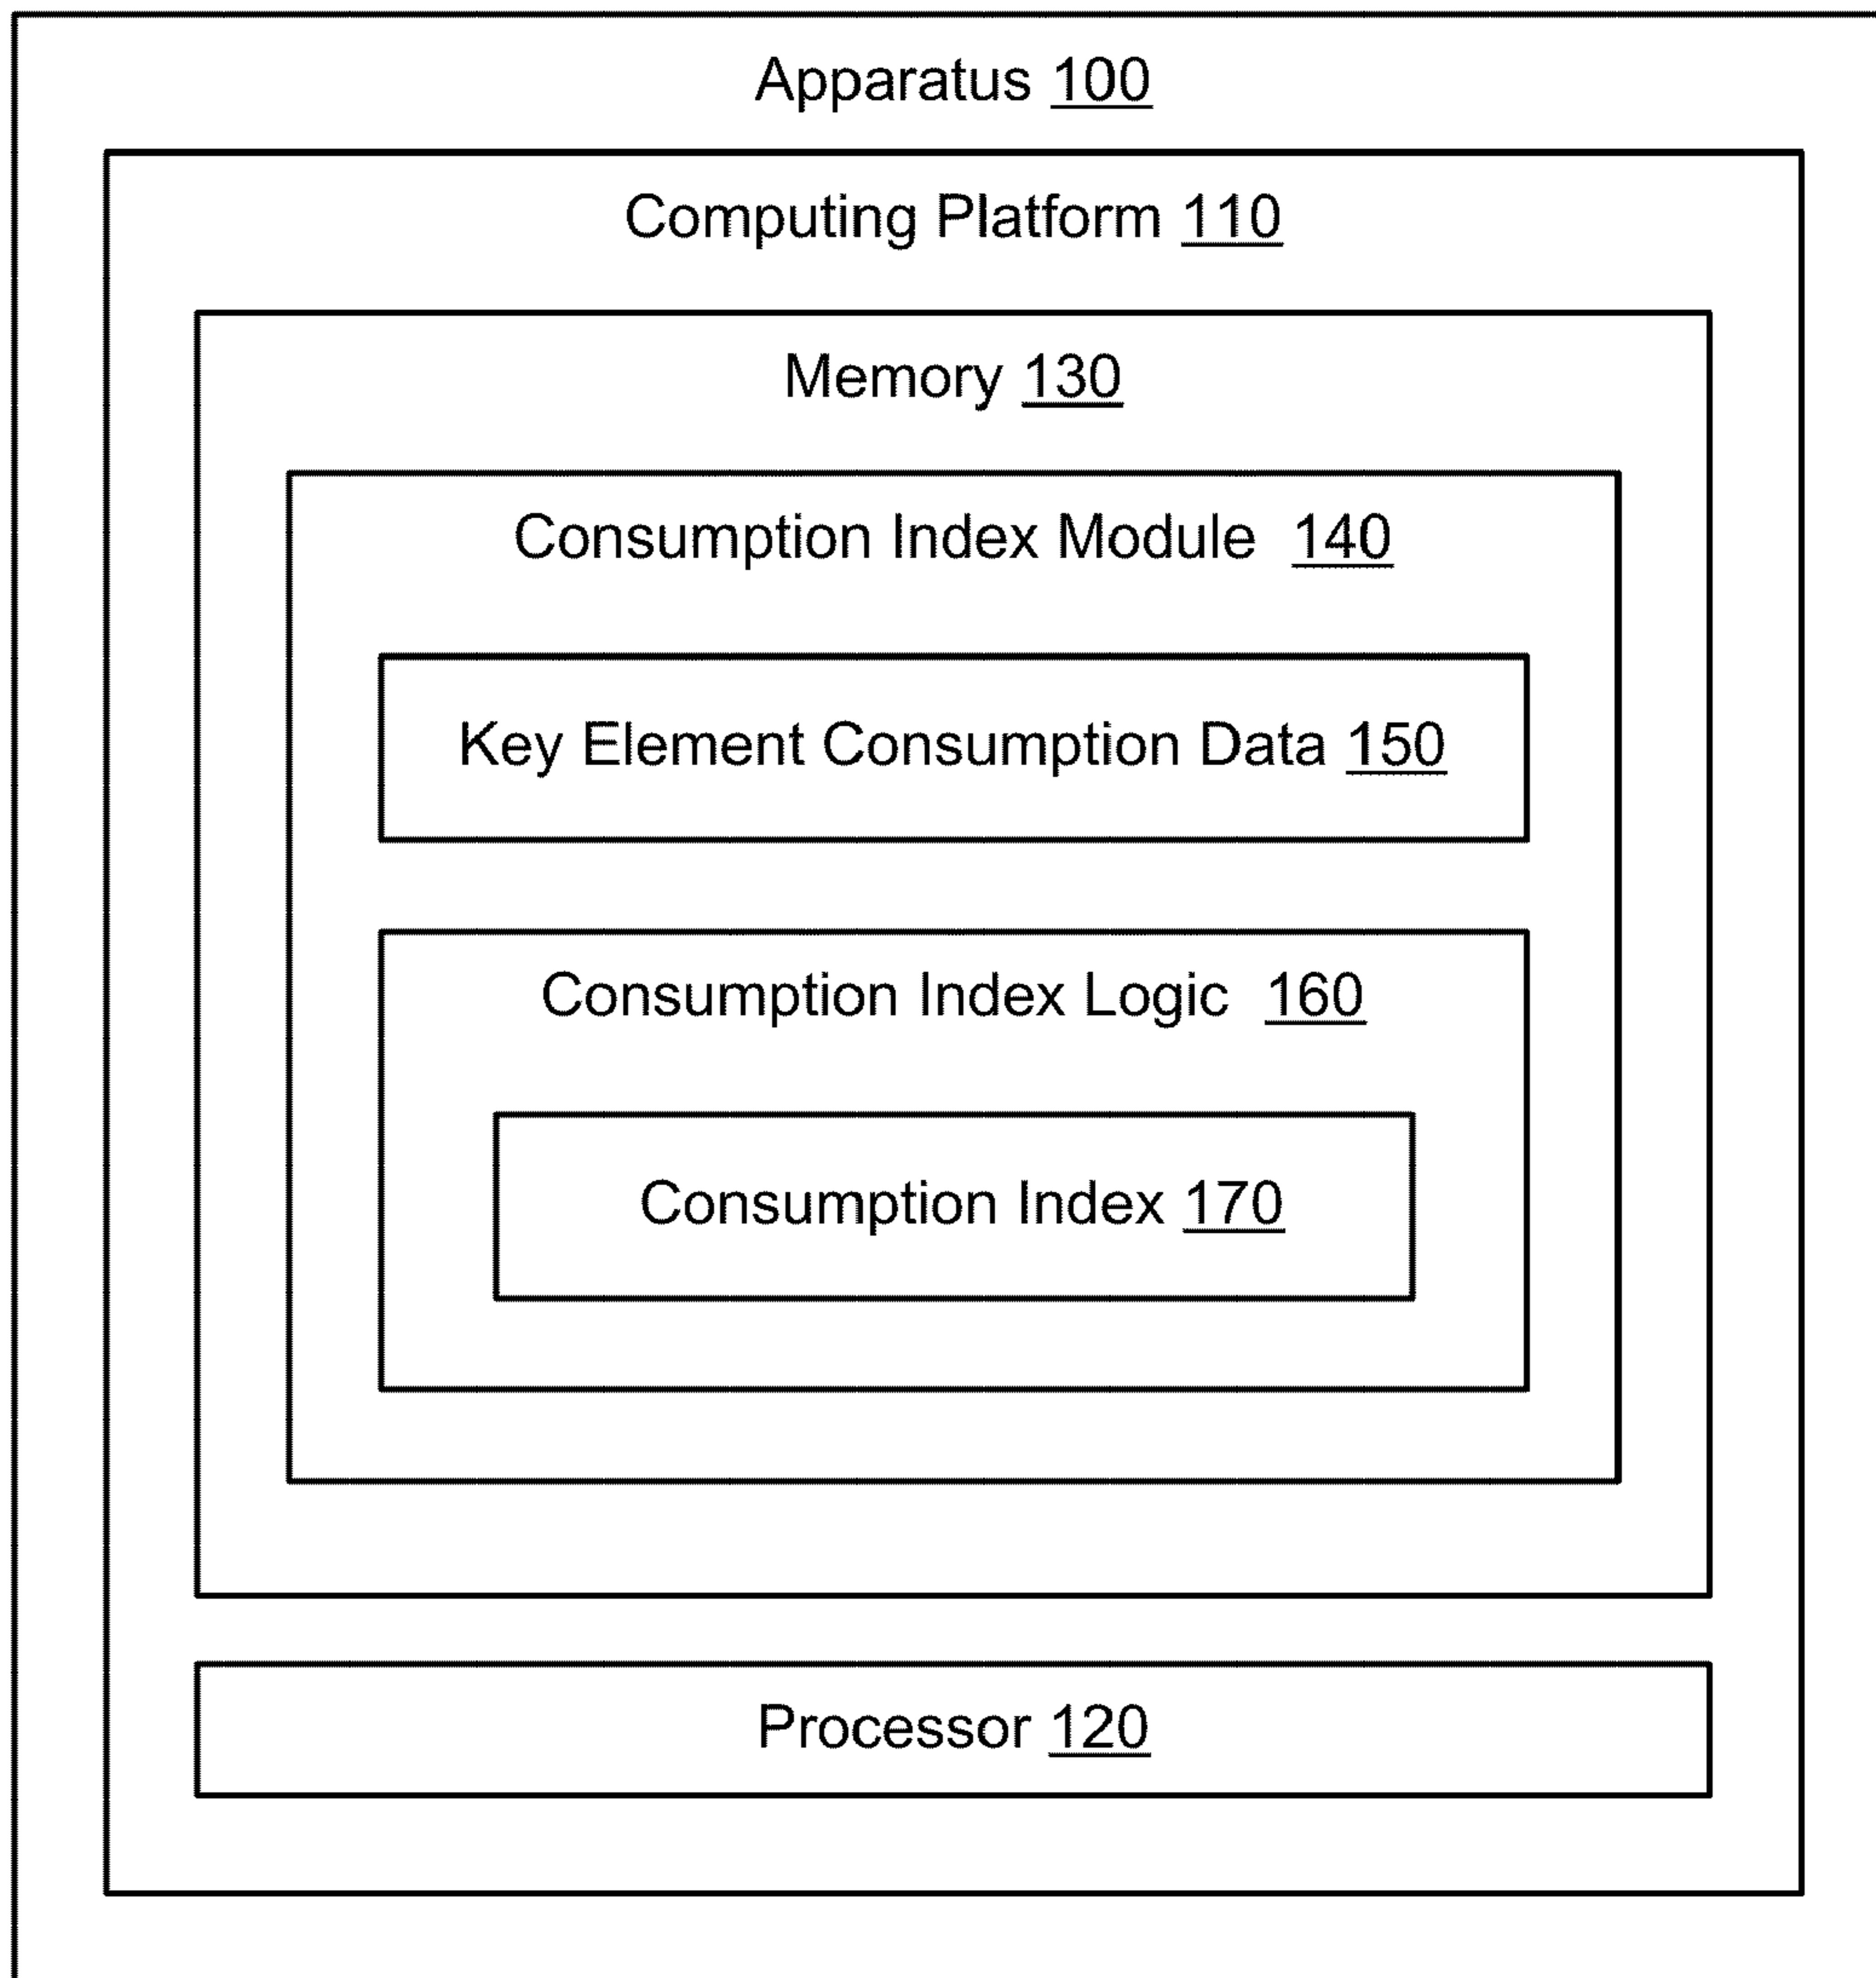 Apparatus 100
Computing Platform 110
Memory 130
Consumption Index Module 140
Key Element Consumption Data 150
Consumption Index Logic 160
Consumption Index 170
Processor 120